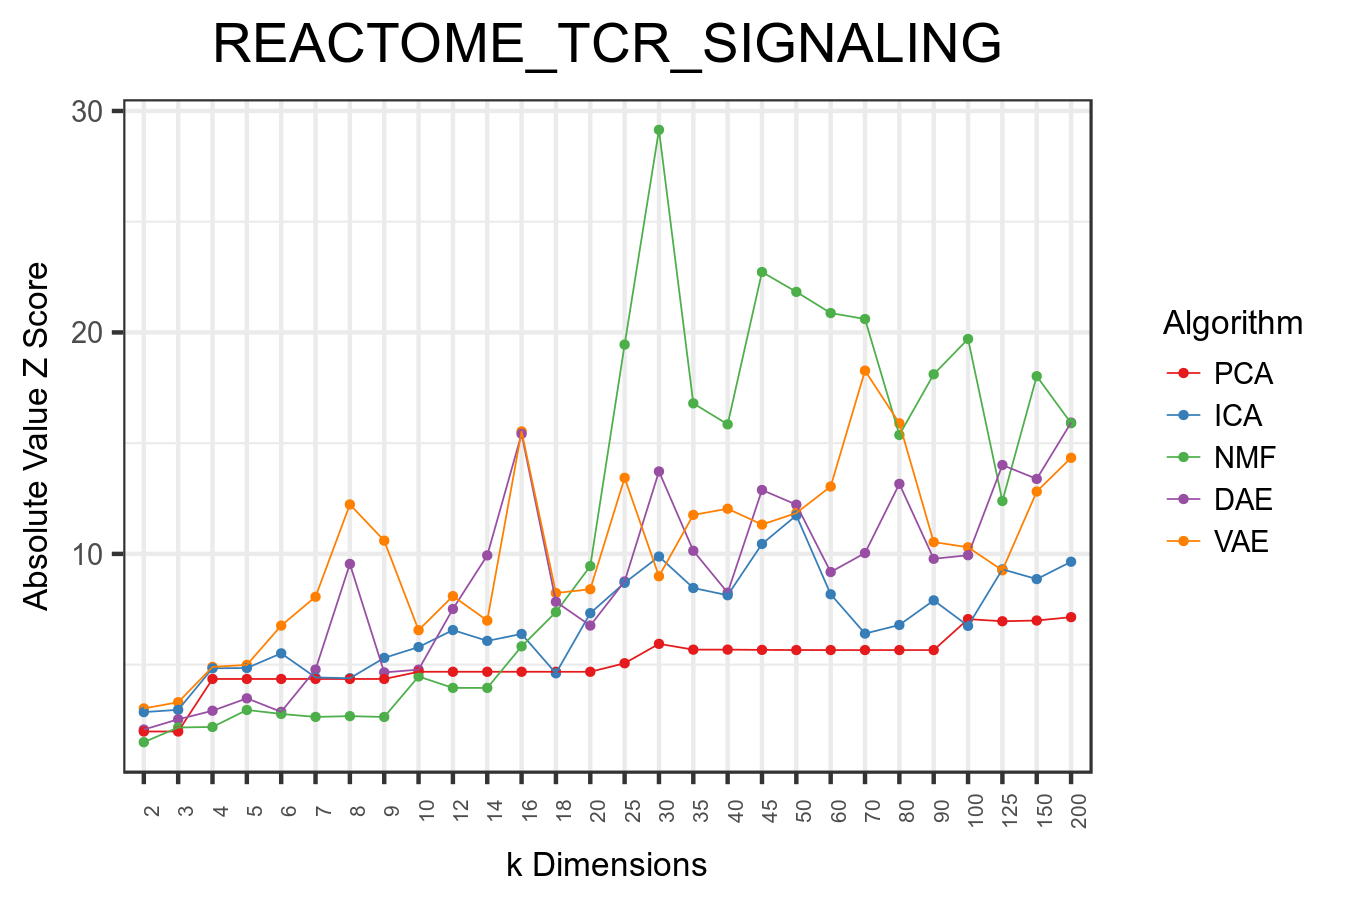 REACTOME_TCR_SIGNALING
Absolute Value Z Score
30
20
10
2 3 4 5 6 7 8 9 10 12 14 16 18 20 25 30 35 40 45 50 60 70 80 90 100 125 150 200
k Dimensions
Algorithm
PCA
ICA
NMF
DAE
VAE